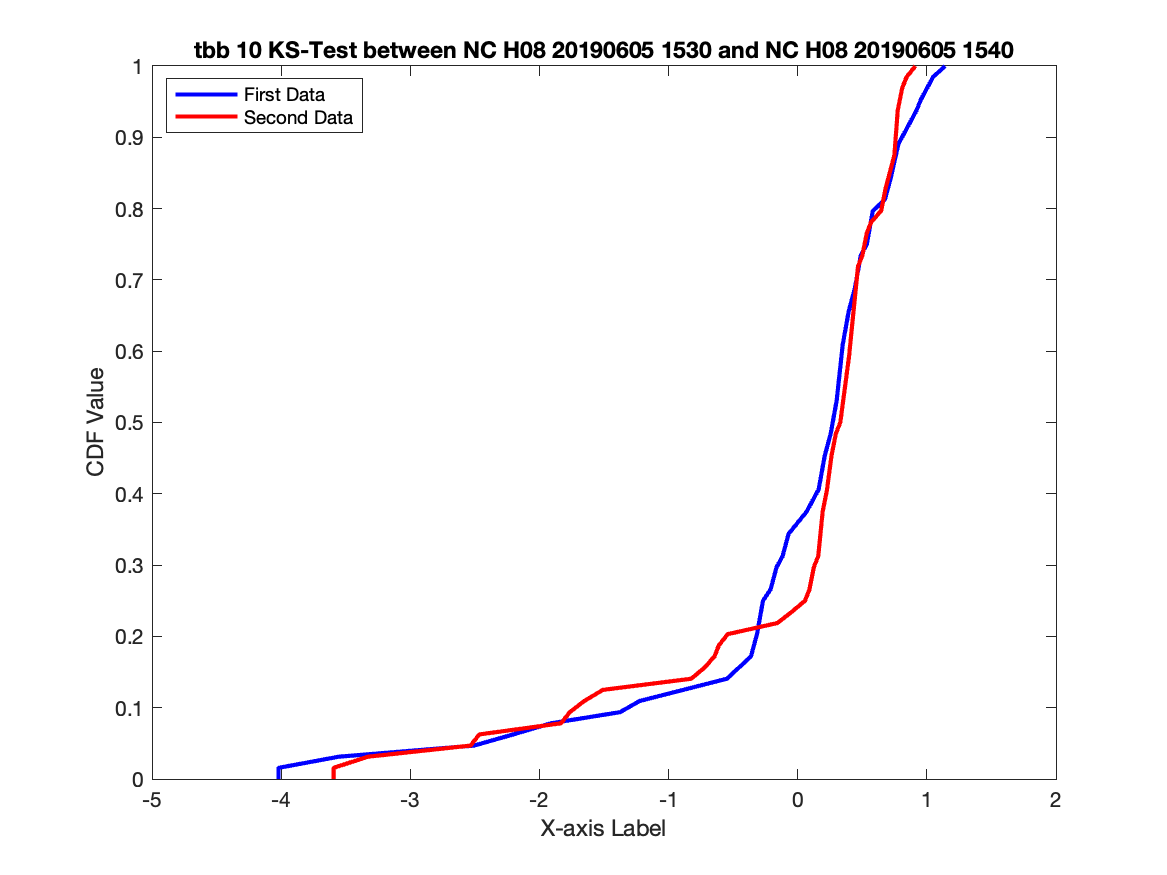 tbb 10 KS-Test between NC H08 20190605 1530 and NC H08 20190605 1540
First Data
Second Data
1
0.9
0.8
0.7
0.6
0.5
0.4
0.3
0.2
0.1
0
CDF Value
-5 -4 -3 -2 -1 0 1 2
X-axis Label